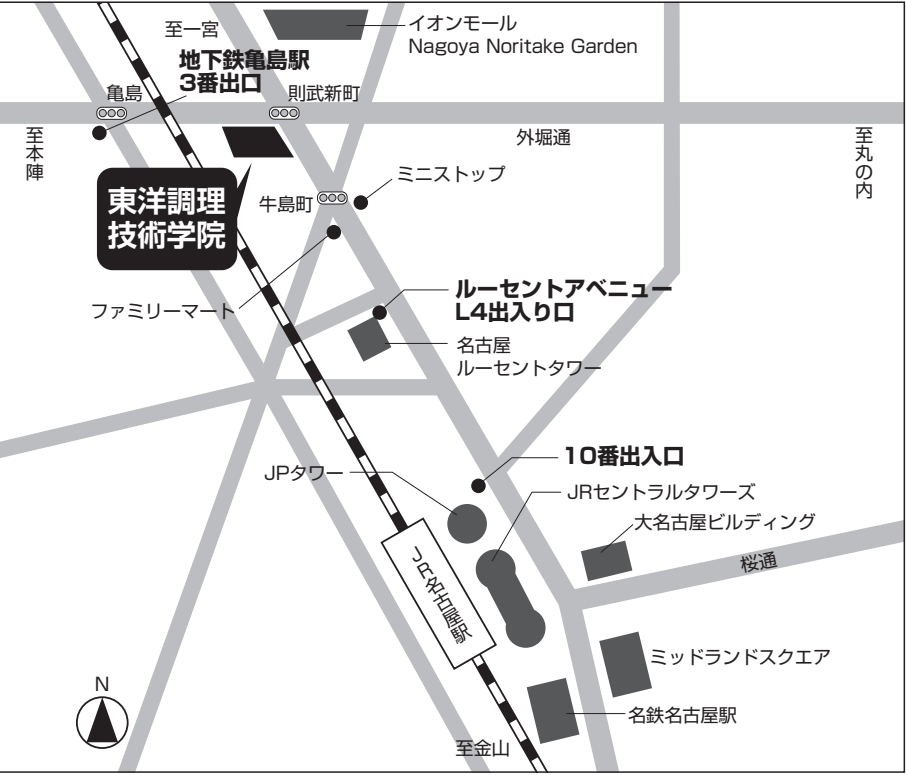 至一宮
イオンモール
Nagoya Noritake Garden
地下鉄亀島駅
3番出口
亀島
則武新町
外堀通
至本陣
至丸の内
東洋調理
技術学院
牛島町
ミニストップ
ファミリーマート
ルーセントアベニュー
L4出入り口
名古屋
ルーセントタワー
10番出入口
JPタワー
JRセントラルタワーズ
大名古屋ビルディング
桜通
JR名古屋駅
ミッドランドスクエア
名鉄名古屋駅
至金山
N